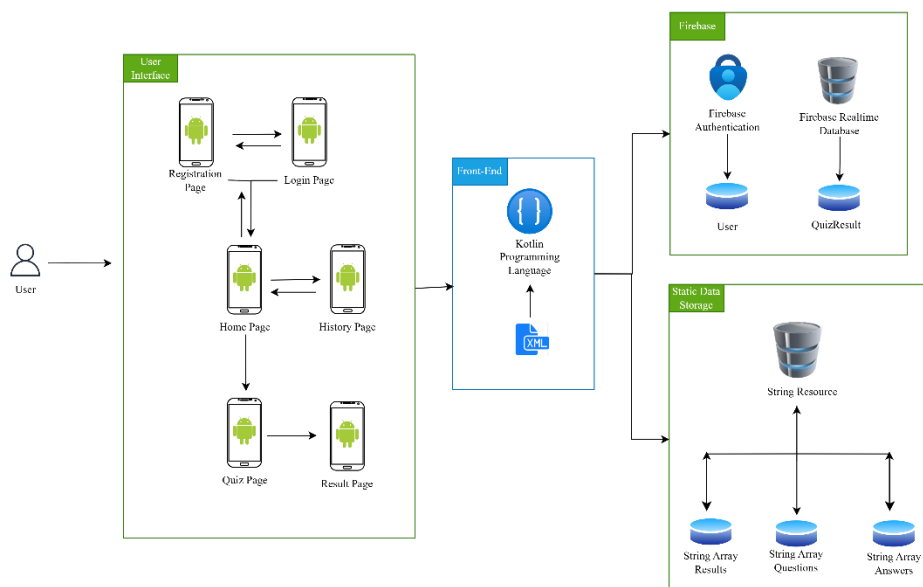 User
Interface
Registration
Page
Login Page
User
Home Page
History Page
Quiz Page
Result Page
Front-End
{ }
Kotlin
Programming
Language
XML
Firebase
Firebase
Authentication
Firebase Realtime
Database
User
QuizResult
Static Data
Storage
String Resource
String Array
Results
String Array
Questions
String Array
Answers